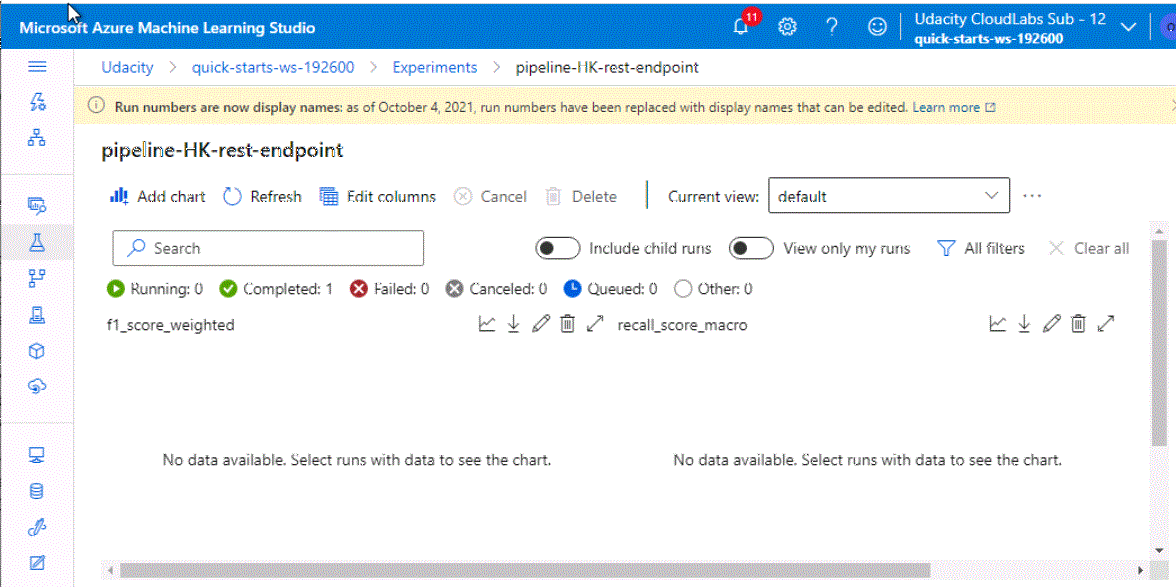 Microsoft Azure Machine Learning Studio
11
?
Udacity CloudLabs Sub - 12
quick-starts-ws-192600
Udacity > quick-starts-ws-192600 > Experiments > pipeline-HK-rest-endpoint
Run numbers are now display names: as of October 4, 2021, run numbers have been replaced with display names that can be edited. Learn more
pipeline-HK-rest-endpoint
Add chart Refresh Edit columns Cancel Delete Current view: default ...
Search Include child runs View only my runs All filters Clear all
Running: 0 Completed: 1 Failed: 0 Canceled: 0 Queued: 0 Other: 0
f1_score_weighted recall_score_macro
No data available. Select runs with data to see the chart. No data available. Select runs with data to see the chart.